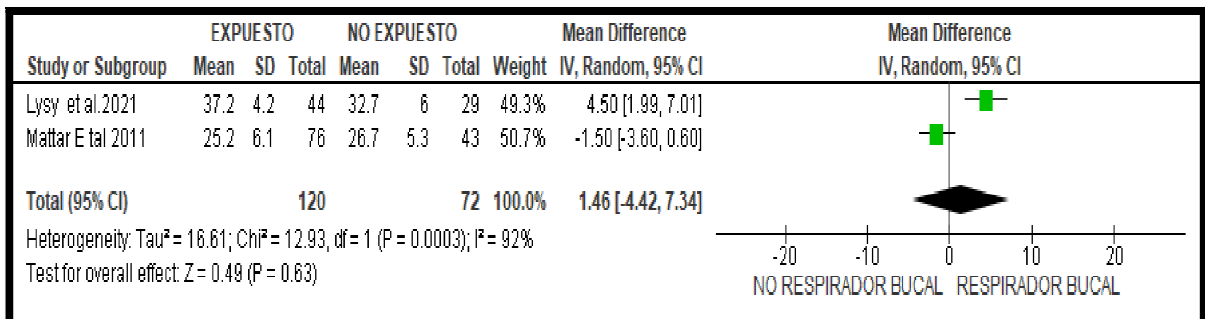 EXPUESTO NO EXPUESTO Mean Difference Mean Difference
Study or Subgroup Mean SD Total Mean SD Total Weight IV, Random, 95% CI IV, Random, 95% CI
Lysy et al.2021 37.2 4.2 44 32.7 6 29 49.3% 4.50 [1.99, 7.01]
Mattar E tal 2011 25.2 6.1 76 26.7 5.3 43 50.7% -1.50 [-3.60, 0.60]
Total (95% CI) 120 72 100.0% 1.46 [-4.42, 7.34]
Heterogeneity: Tau² = 16.61; Chi² = 12.93, df = 1 (P = 0.0003); I² = 92%
Test for overall effect: Z = 0.49 (P = 0.63)
-20 -10 0 10 20
NO RESPIRADOR BUCAL RESPIRADOR BUCAL